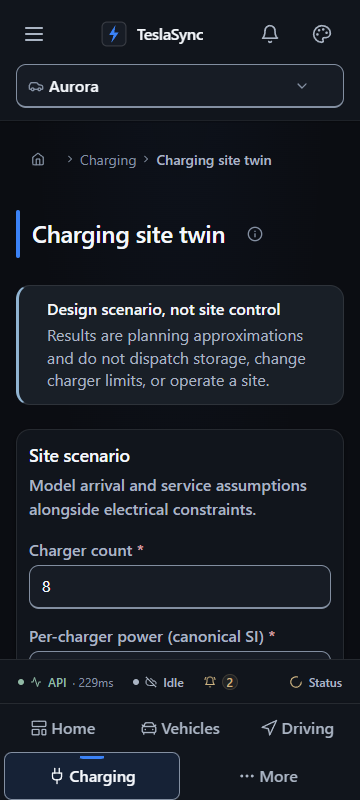 TeslaSync
Aurora
Charging
Charging site twin
Charging site twin
Design scenario, not site control
Results are planning approximations
and do not dispatch storage, change
charger limits, or operate a site.
Site scenario
Model arrival and service assumptions
alongside electrical constraints.
Charger count *
8
Per-charger power (canonical SI) *
API · 229ms
Idle
2
Status
Home
Vehicles
Driving
Charging
More